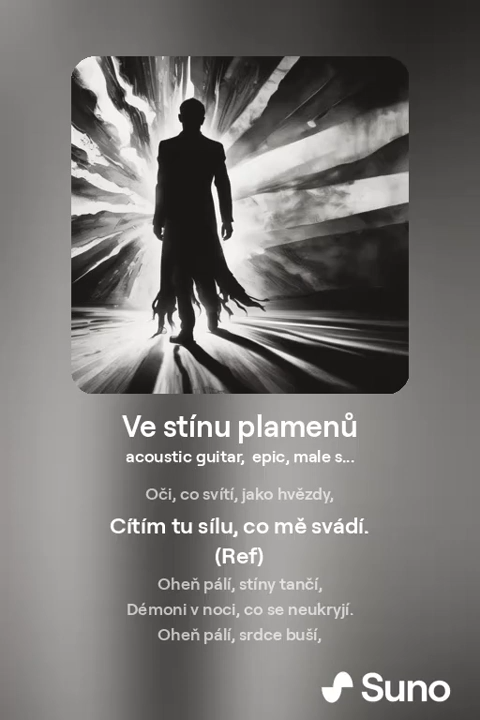 Ve stínu plamenů
acoustic guitar, epic, male s...
Oči, co svítí, jako hvězdy,
Cítím tu sílu, co mě svádí.
(Ref)
Oheň pálí, stíny tančí,
Démoni v noci, co se neukryjí.
Oheň pálí, srdce buší,
Suno